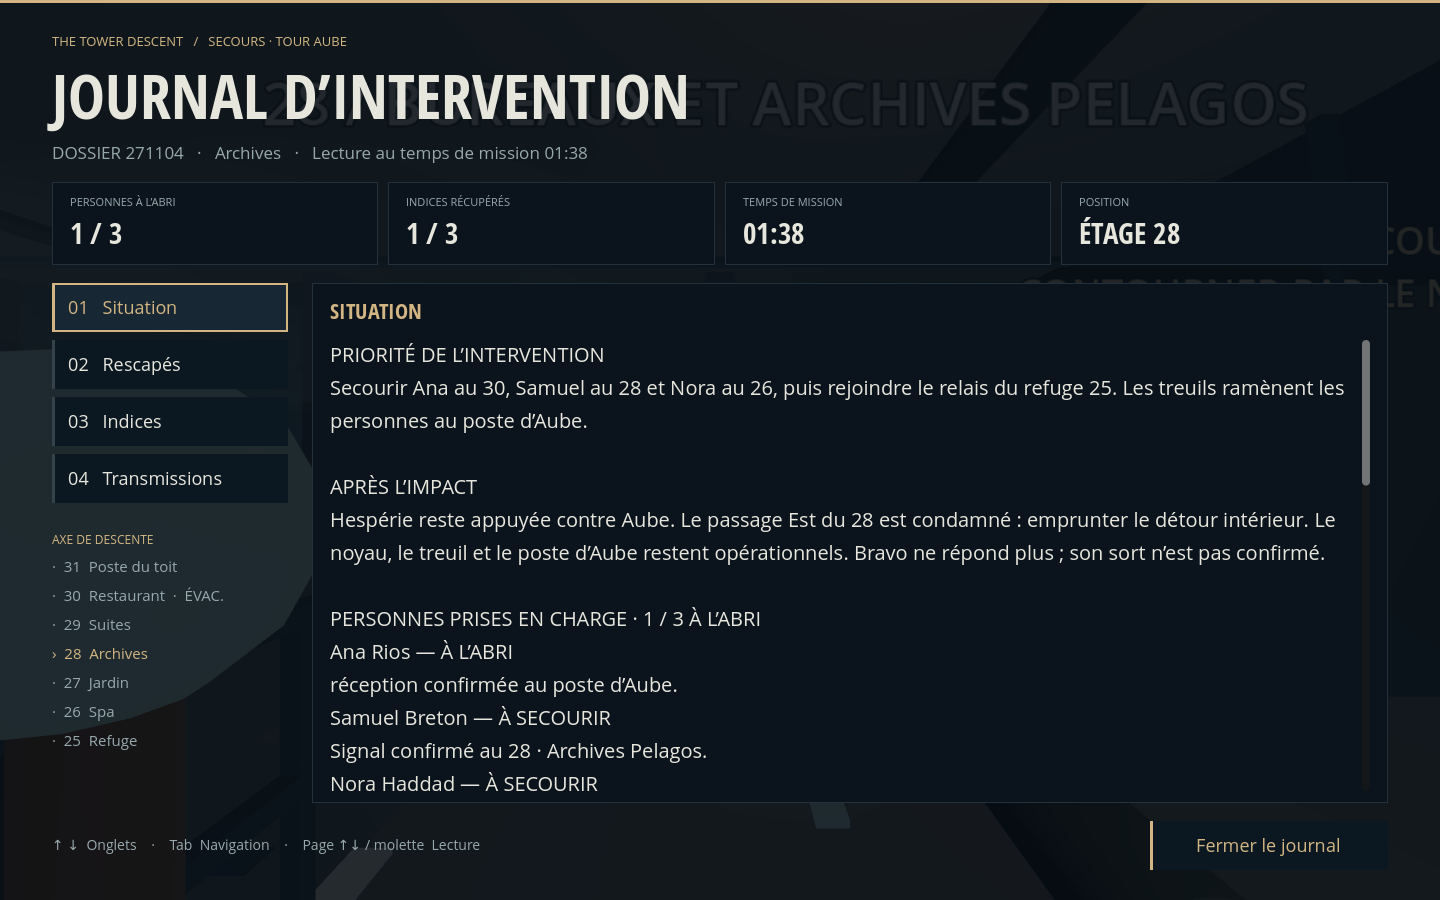 THE TOWER DESCENT / SECOURS · TOUR AUBE
JOURNAL D’INTERVENTION
ET ARCHIVES PELAGOS
DOSSIER 271104 · Archives · Lecture au temps de mission 01:38
PERSONNES À L’ABRI
1 / 3
INDICES RÉCUPÉRÉS
1 / 3
TEMPS DE MISSION
01:38
POSITION
ÉTAGE 28
01 Situation
02 Rescapés
03 Indices
04 Transmissions
AXE DE DESCENTE
· 31 Poste du toit
· 30 Restaurant · ÉVAC.
· 29 Suites
› 28 Archives
· 27 Jardin
· 26 Spa
· 25 Refuge
SITUATION
PRIORITÉ DE L’INTERVENTION
Secourir Ana au 30, Samuel au 28 et Nora au 26, puis rejoindre le relais du refuge 25. Les treuils ramènent les
personnes au poste d’Aube.
APRÈS L’IMPACT
Hespérie reste appuyée contre Aube. Le passage Est du 28 est condamné : emprunter le détour intérieur. Le
noyau, le treuil et le poste d’Aube restent opérationnels. Bravo ne répond plus ; son sort n’est pas confirmé.
PERSONNES PRISES EN CHARGE · 1 / 3 À L’ABRI
Ana Rios — À L’ABRI
réception confirmée au poste d’Aube.
Samuel Breton — À SECOURIR
Signal confirmé au 28 · Archives Pelagos.
Nora Haddad — À SECOURIR
↑ ↓ Onglets · Tab Navigation · Page ↑↓ / molette Lecture
Fermer le journal